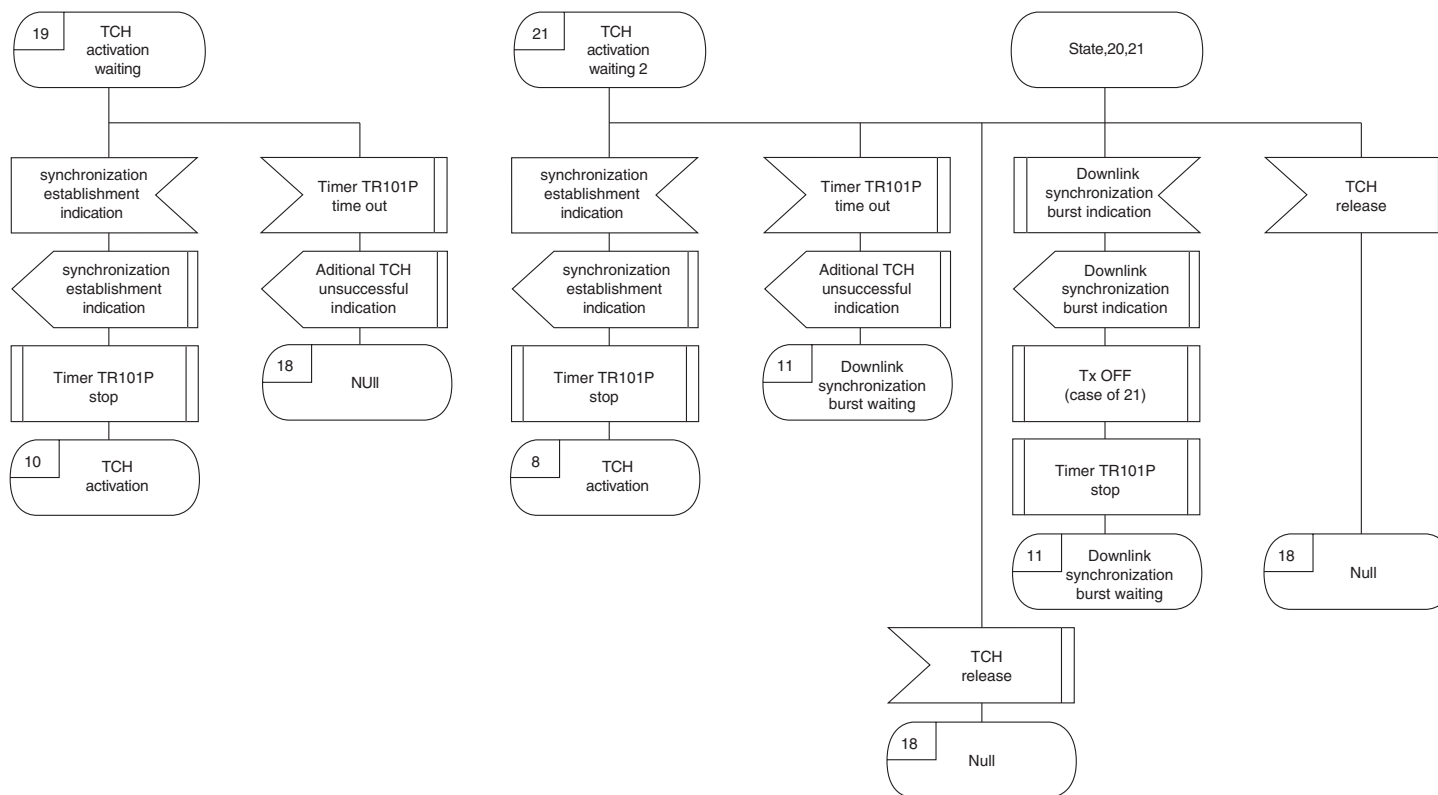 19
TCH
activation
waiting
synchronization
establishment
indication
synchronization
establishment
indication
Timer TR101P
stop
10
TCH
activation
Timer TR101P
time out
Aditional TCH
unsuccessful
indication
18
NUll
21
TCH
activation
waiting 2
synchronization
establishment
indication
synchronization
establishment
indication
Timer TR101P
stop
8
TCH
activation
Timer TR101P
time out
Aditional TCH
unsuccessful
indication
11
Downlink
synchronization
burst waiting
TCH
release
18
Null
State,20,21
Downlink
synchronization
burst indication
Downlink
synchronization
burst indication
Tx OFF
(case of 21)
Timer TR101P
stop
11
Downlink
synchronization
burst waiting
TCH
release
18
Null